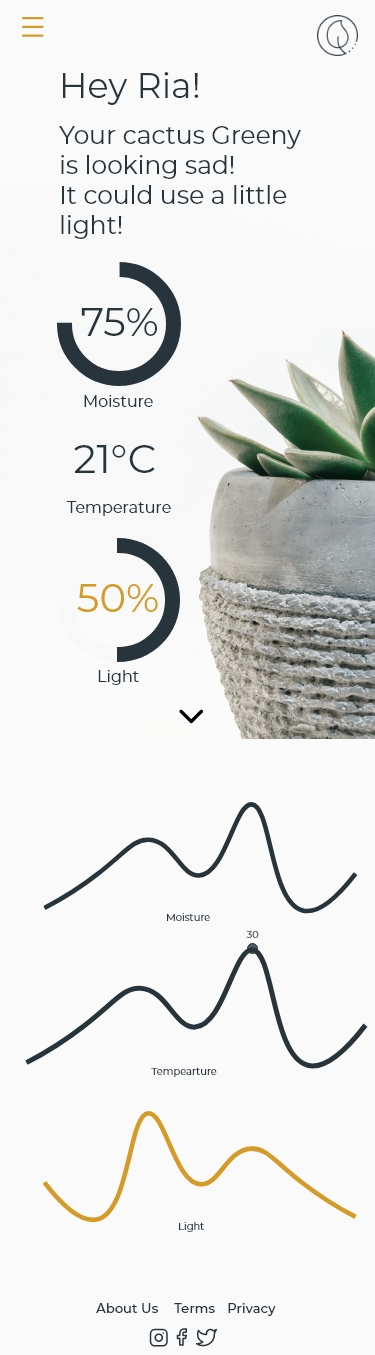 Hey Ria!
Your cactus Greeny
is looking sad!
It could use a little
light!
75%
Moisture
21°C
Temperature
50%
Light
Moisture
30
Tempearture
Light
About Us Terms Privacy